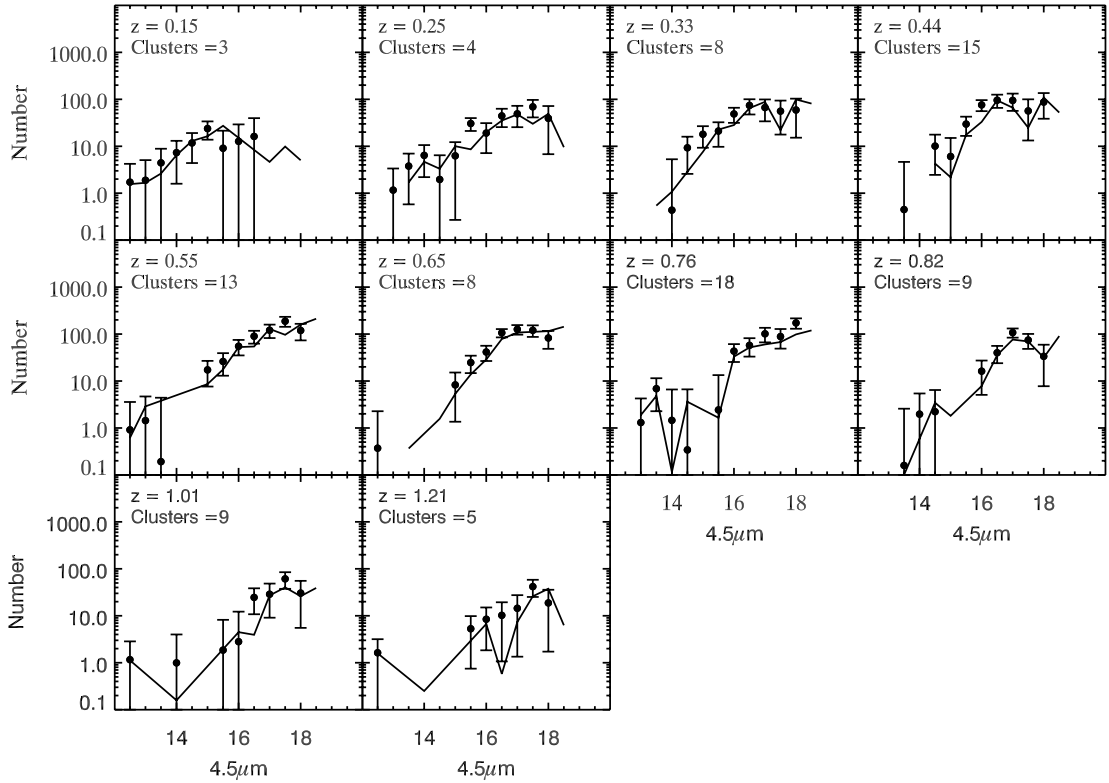 z = 0.15
Clusters =3
z = 0.25
Clusters =4
z = 0.33
Clusters =8
z = 0.44
Clusters =15
1000.0
100.0
10.0
1.0
0.1
Number
z = 0.55
Clusters =13
z = 0.65
Clusters =8
z = 0.76
Clusters =18
z = 0.82
Clusters =9
1000.0
100.0
10.0
1.0
0.1
Number
14 16 18
4.5μm
14 16 18
4.5μm
z = 1.01
Clusters =9
z = 1.21
Clusters =5
1000.0
100.0
10.0
1.0
0.1
Number
14 16 18
4.5μm
14 16 18
4.5μm